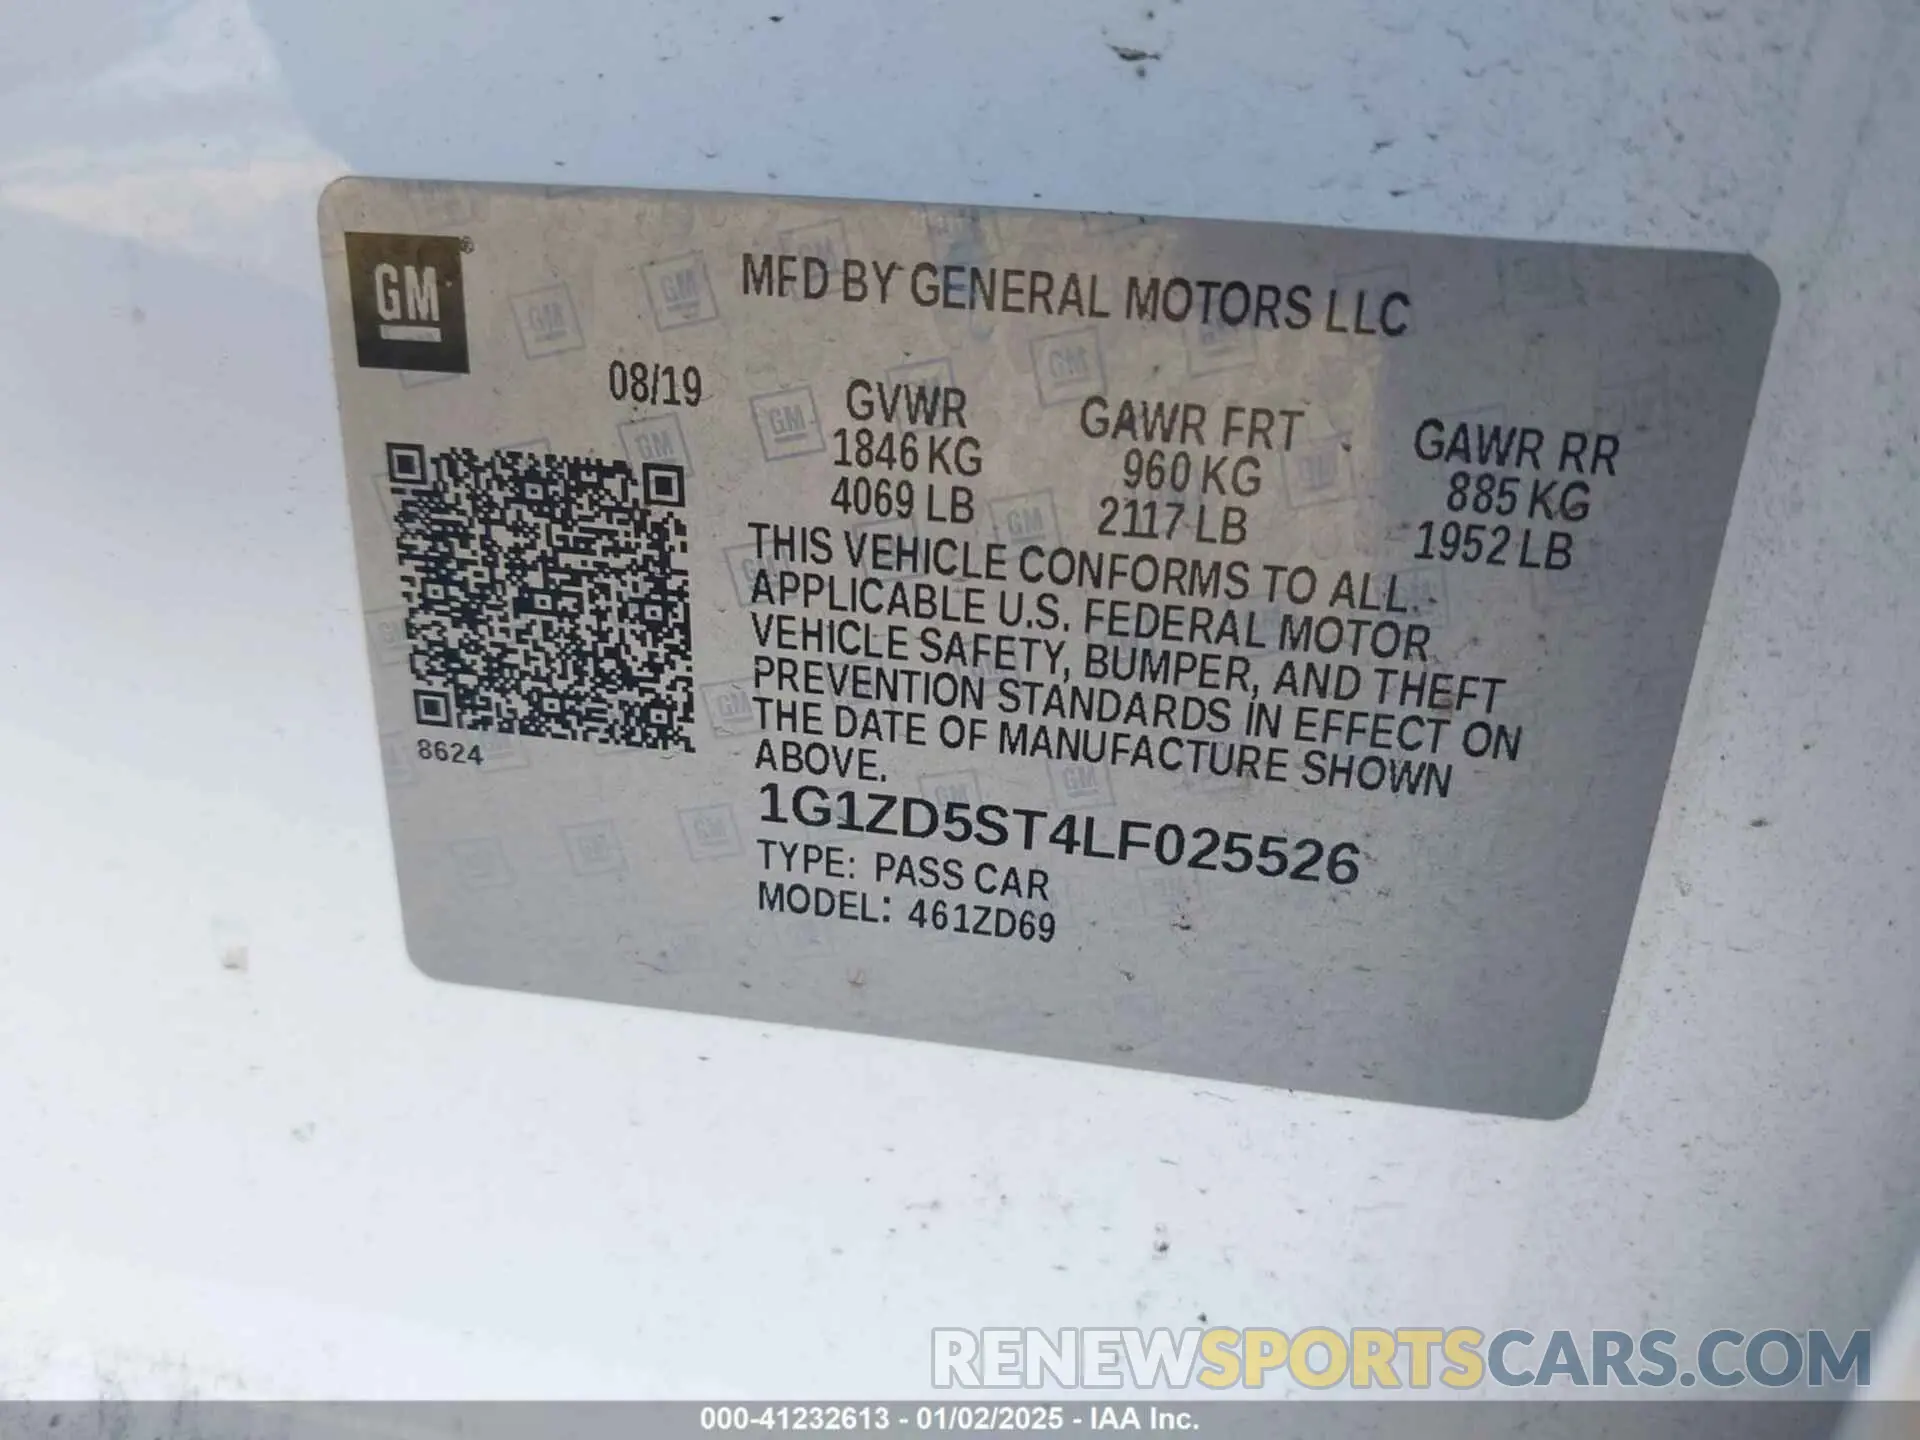 GM®
MFD BY GENERAL MOTORS LLC
08/19
GVWR
1846 KG
4069 LB
GAWR FRT
960 KG
2117 LB
GAWR RR
885 KG
1952 LB
THIS VEHICLE CONFORMS TO ALL
APPLICABLE U.S. FEDERAL MOTOR
VEHICLE SAFETY, BUMPER, AND THEFT
PREVENTION STANDARDS IN EFFECT ON
THE DATE OF MANUFACTURE SHOWN
ABOVE.
8624
1G1ZD5ST4LF025526
TYPE: PASS CAR
MODEL: 461ZD69
RENEWSPORTSCARS.COM
000-41232613 - 01/02/2025 - IAA Inc.